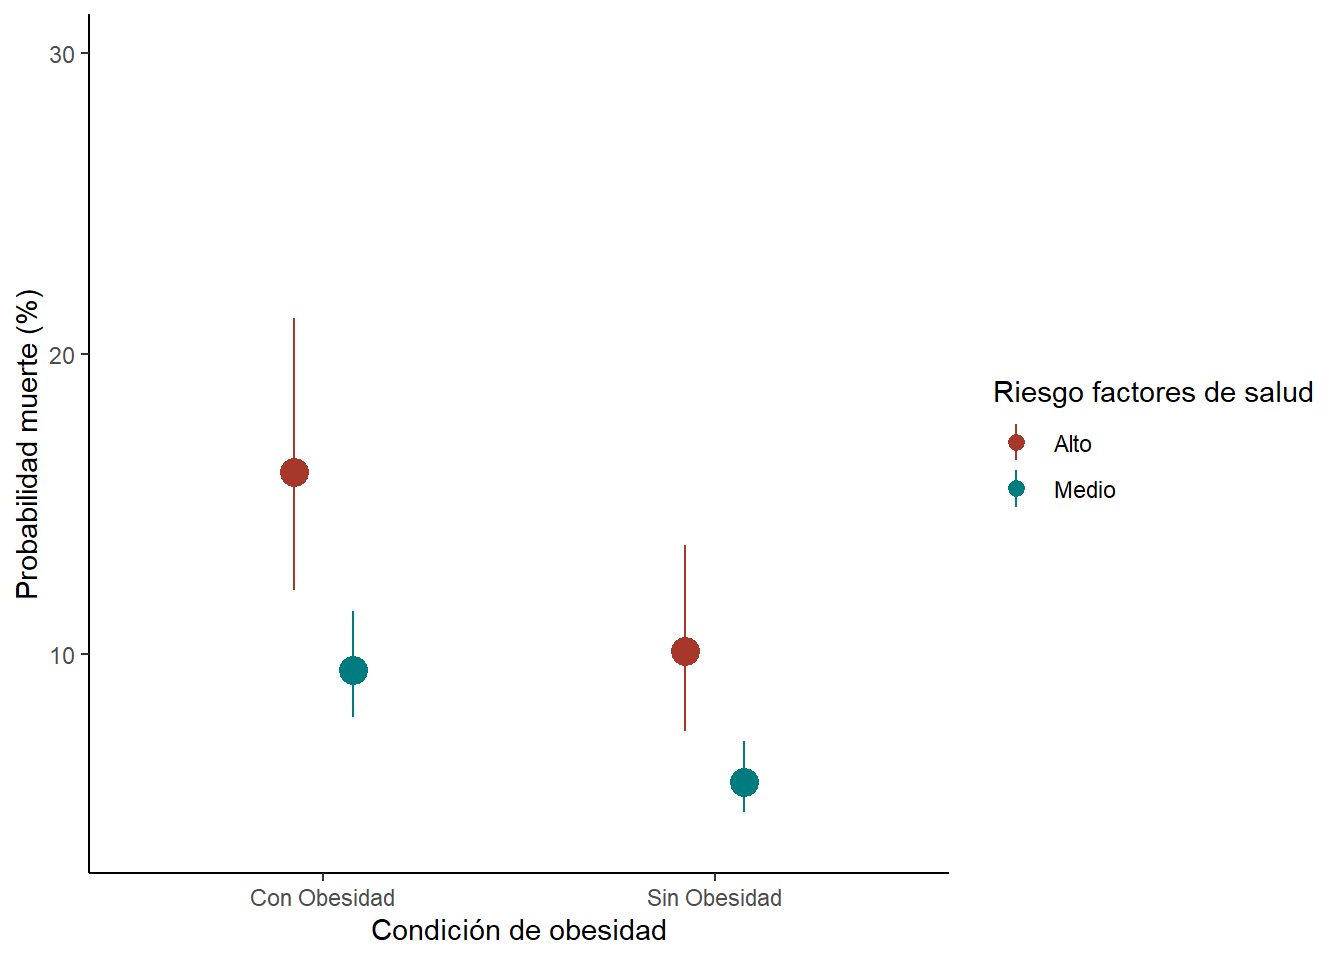 30
20
10
Probabilidad muerte (%)
Con Obesidad
Sin Obesidad
Condición de obesidad
Riesgo factores de salud
Alto
Medio